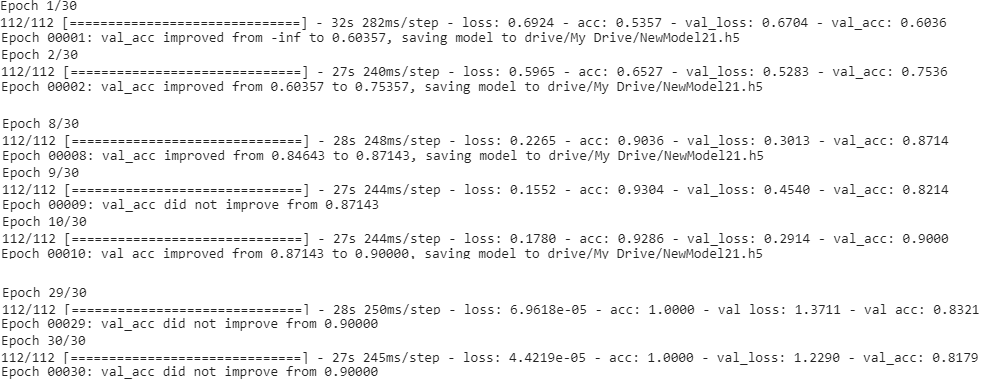 Epoch 1/30
112/112 [==============================] - 32s 282ms/step - loss: 0.6924 - acc: 0.5357 - val_loss: 0.6704 - val_acc: 0.6036
Epoch 00001: val_acc improved from -inf to 0.60357, saving model to drive/My Drive/NewModel21.h5
Epoch 2/30
112/112 [==============================] - 27s 240ms/step - loss: 0.5965 - acc: 0.6527 - val_loss: 0.5283 - val_acc: 0.7536
Epoch 00002: val_acc improved from 0.60357 to 0.75357, saving model to drive/My Drive/NewModel21.h5
Epoch 8/30
112/112 [==============================] - 28s 248ms/step - loss: 0.2265 - acc: 0.9036 - val_loss: 0.3013 - val_acc: 0.8714
Epoch 00008: val_acc improved from 0.84643 to 0.87143, saving model to drive/My Drive/NewModel21.h5
Epoch 9/30
112/112 [==============================] - 27s 244ms/step - loss: 0.1552 - acc: 0.9304 - val_loss: 0.4540 - val_acc: 0.8214
Epoch 00009: val_acc did not improve from 0.87143
Epoch 10/30
112/112 [==============================] - 27s 244ms/step - loss: 0.1780 - acc: 0.9286 - val_loss: 0.2914 - val_acc: 0.9000
Epoch 00010: val_acc improved from 0.87143 to 0.90000, saving model to drive/My Drive/NewModel21.h5
Epoch 29/30
112/112 [==============================] - 28s 250ms/step - loss: 6.9618e-05 - acc: 1.0000 - val_loss: 1.3711 - val_acc: 0.8321
Epoch 00029: val_acc did not improve from 0.90000
Epoch 30/30
112/112 [==============================] - 27s 245ms/step - loss: 4.4219e-05 - acc: 1.0000 - val_loss: 1.2290 - val_acc: 0.8179
Epoch 00030: val_acc did not improve from 0.90000